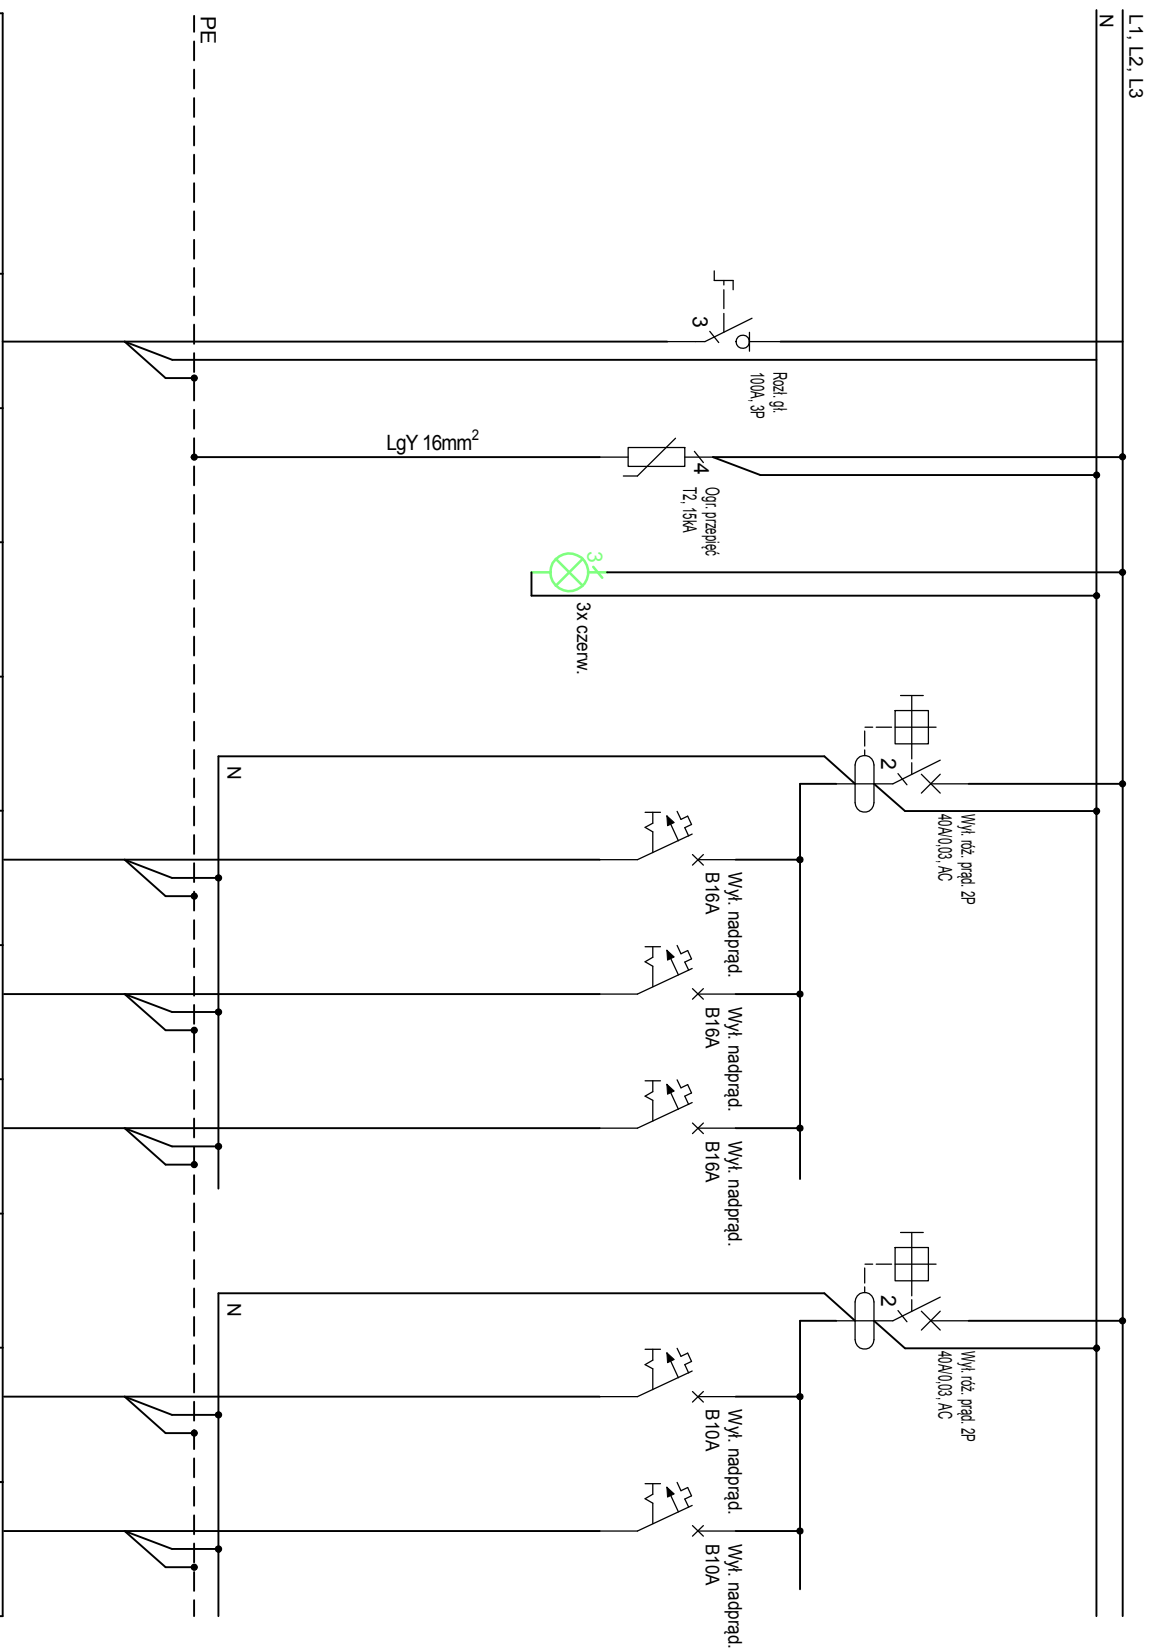 L1, L2, L3
N
PE
3
Rozł. gł.
100A, 3P
LgY 16mm²
4
Ogr. przepięć
T2, 15kA
3
3x czerw.
2
Wył. róż. prąd. 2P
40A/0,03, AC
N
Wył. nadprąd.
B16A
Wył. nadprąd.
B16A
Wył. nadprąd.
B16A
2
Wył. róż. prąd. 2P
40A/0,03, AC
N
Wył. nadprąd.
B10A
Wył. nadprąd.
B10A